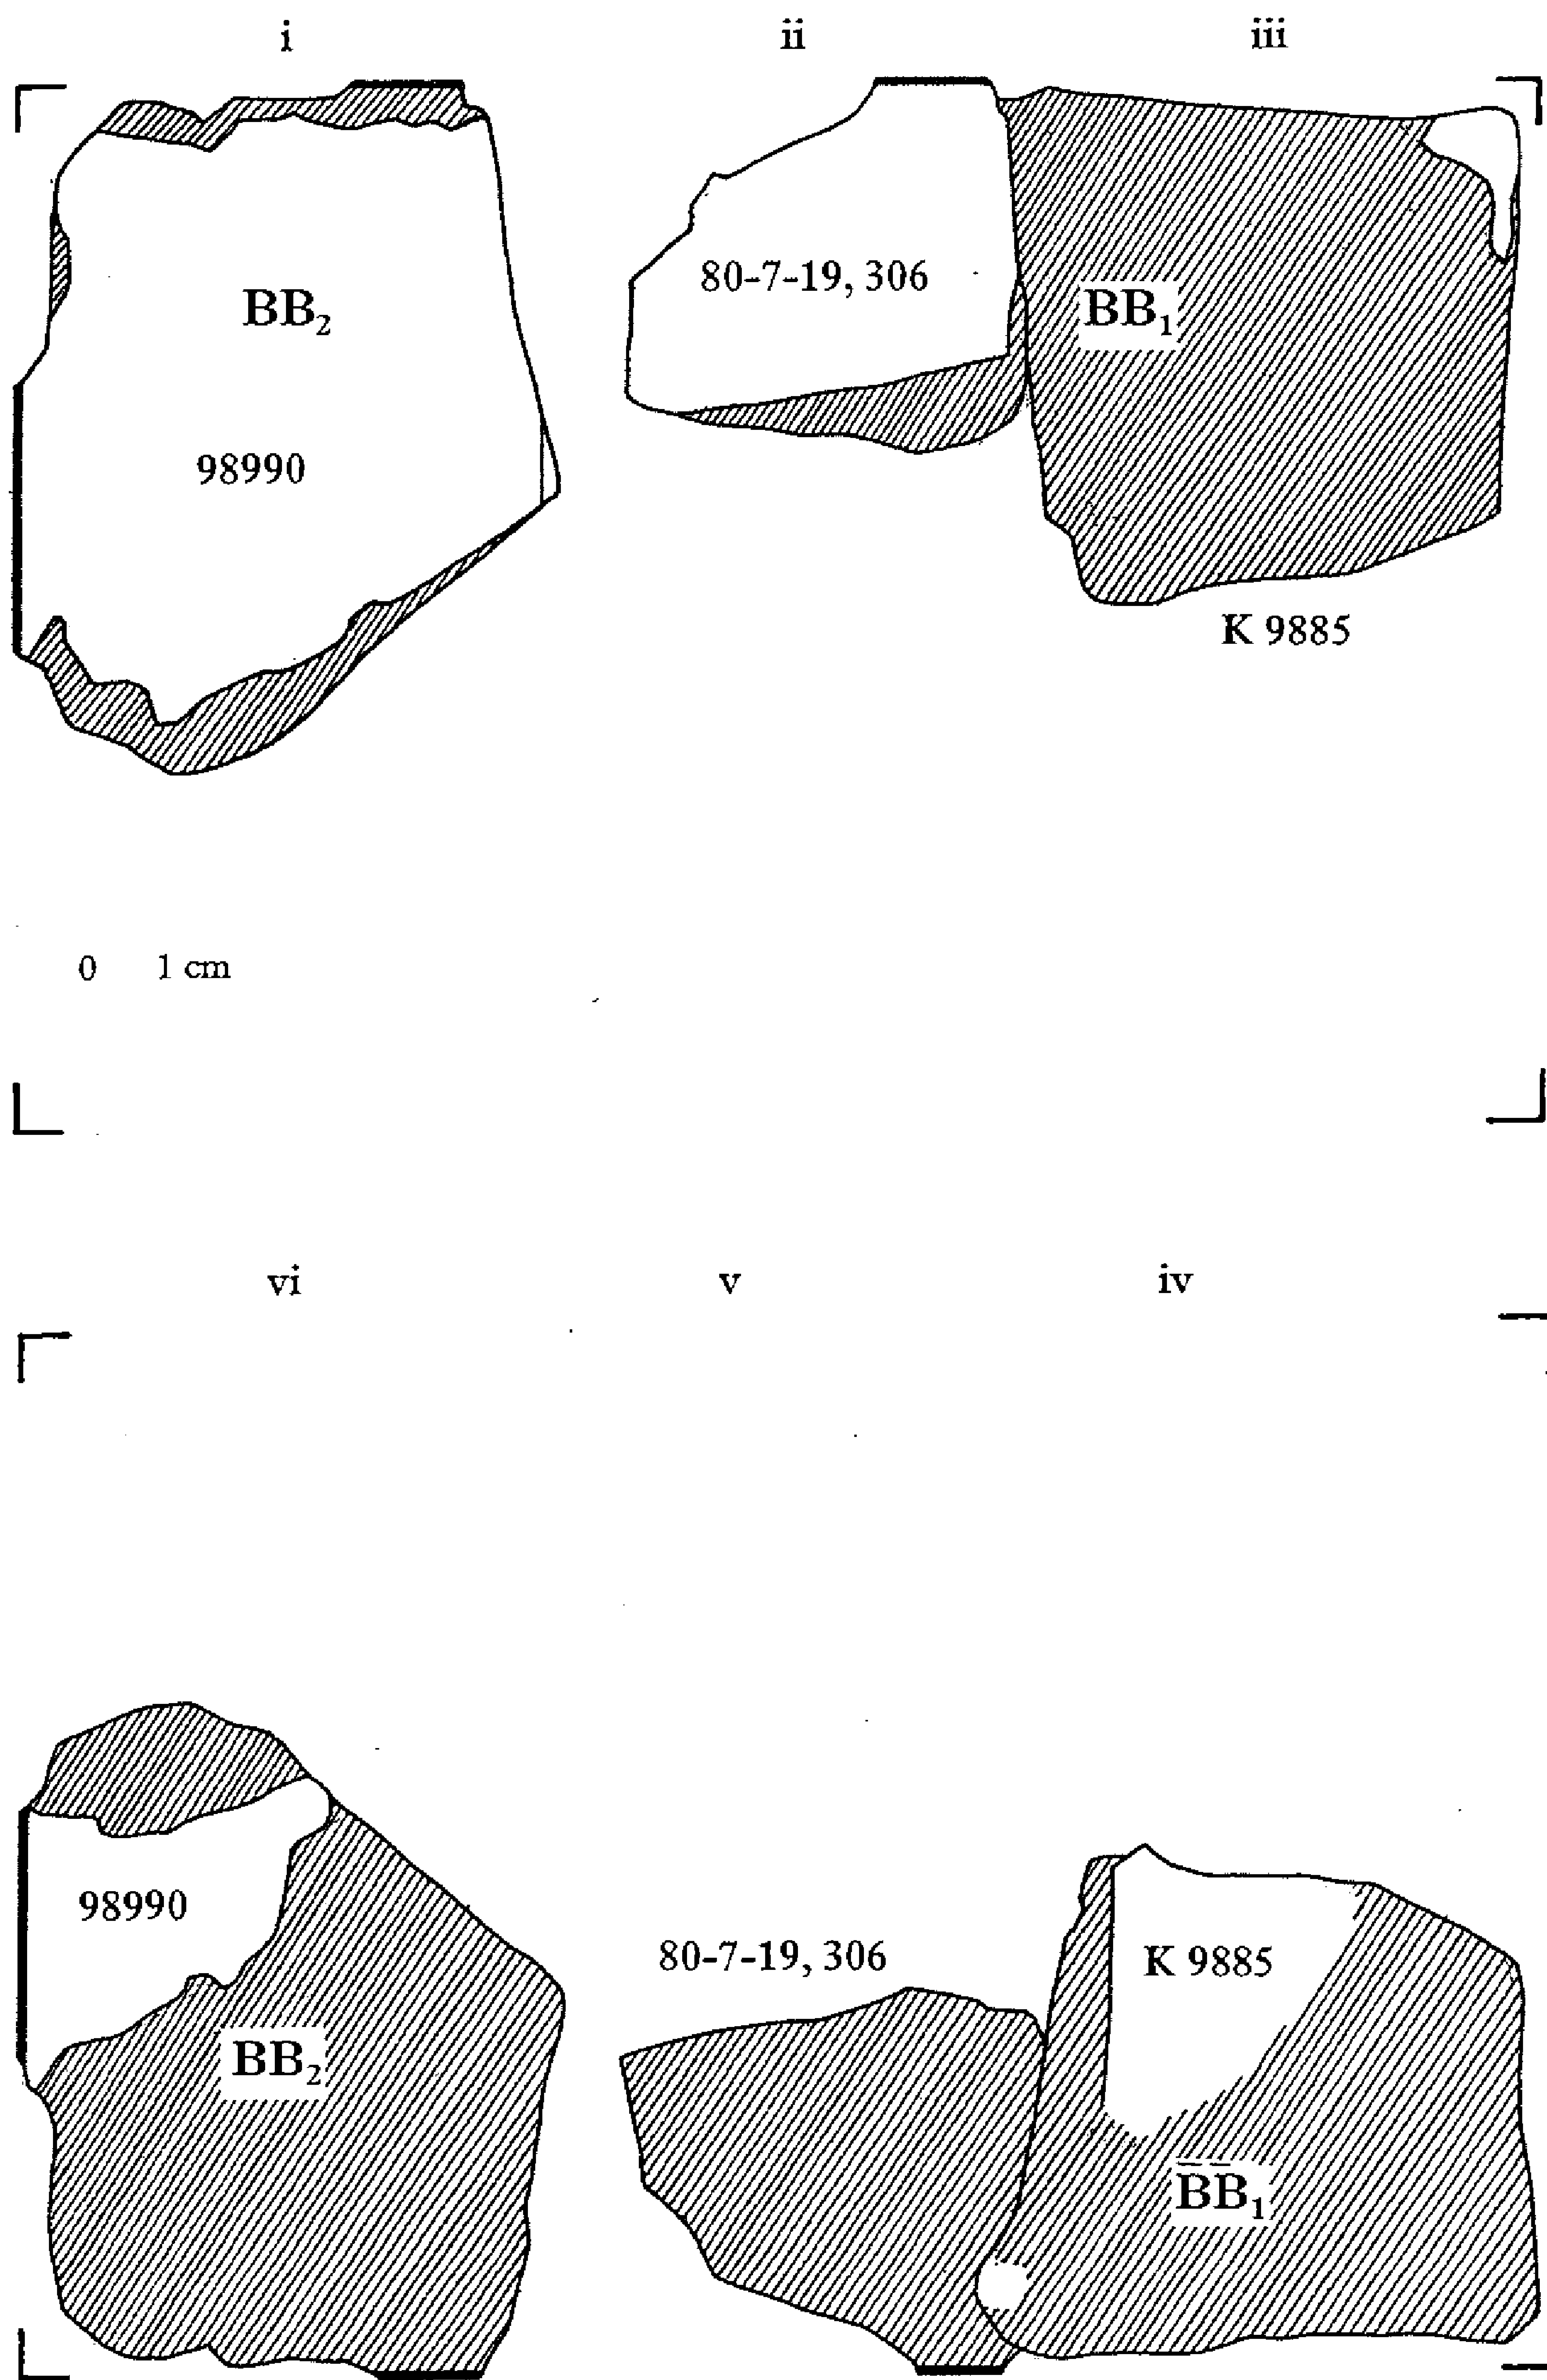 i ii iii
80-7-19, 306
BB₂ BB₁
98990
K 9885
0 1 cm
vi v iv
98990
80-7-19, 306 K 9885
BB₂
BB₁